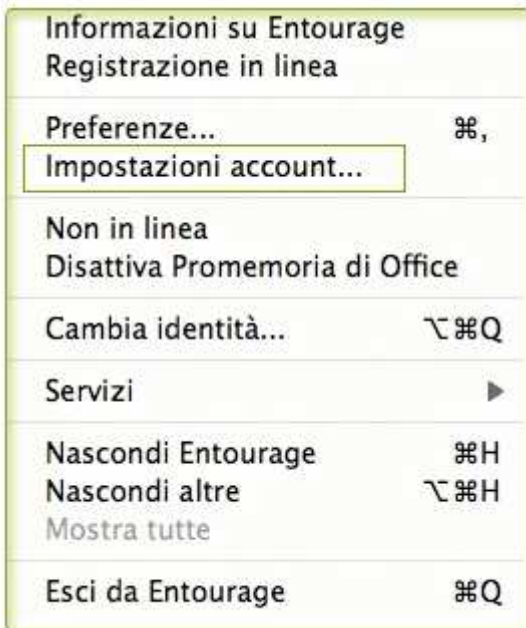 Informazioni su Entourage
Registrazione in linea
Preferenze... ⌘,
Impostazioni account...
Non in linea
Disattiva Promemoria di Office
Cambia identità... ⌥⌘Q
Servizi ▶
Nascondi Entourage ⌘H
Nascondi altre ⌥⌘H
Mostra tutte
Esci da Entourage ⌘Q